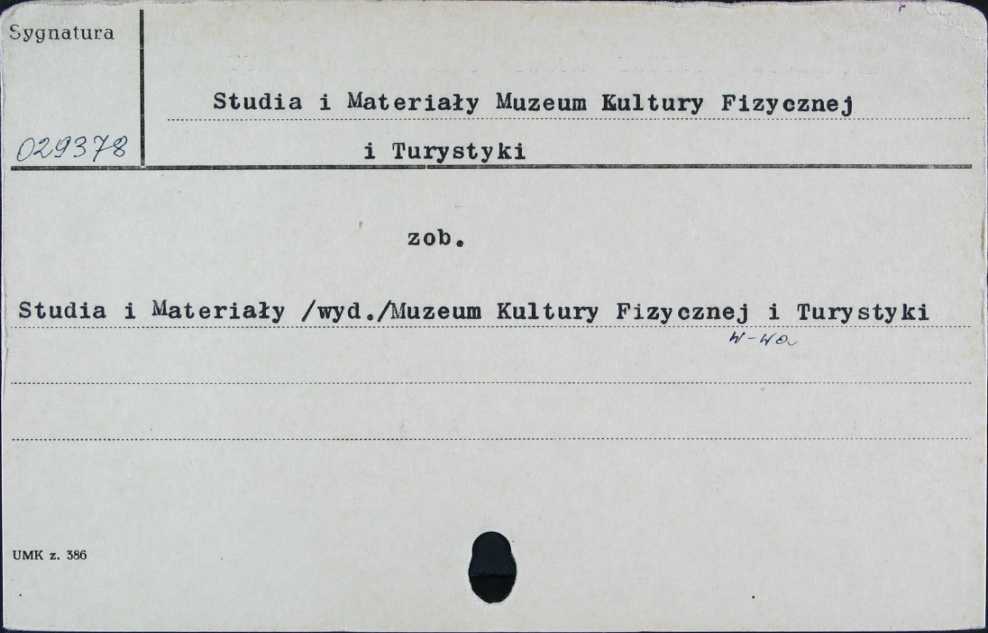 Sygnatura
029378
Studia i Materiały Muzeum Kultury Fizycznej
i Turystyki
zob.
Studia i Materiały /wyd./Muzeum Kultury Fizycznej i Turystyki
W-wa
UMK z. 386